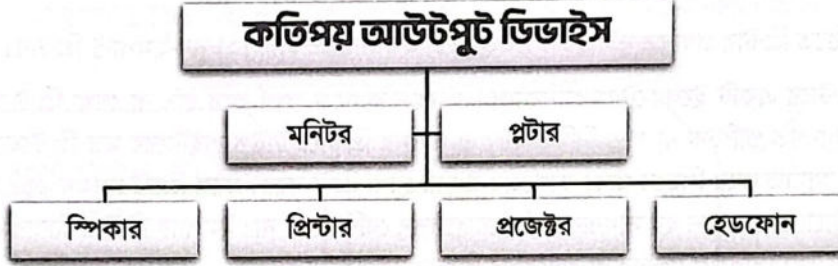 কতিপয় আউটপুট ডিভাইস
মনিটর
প্লটার
স্পিকার
প্রিন্টার
প্রজেক্টর
হেডফোন